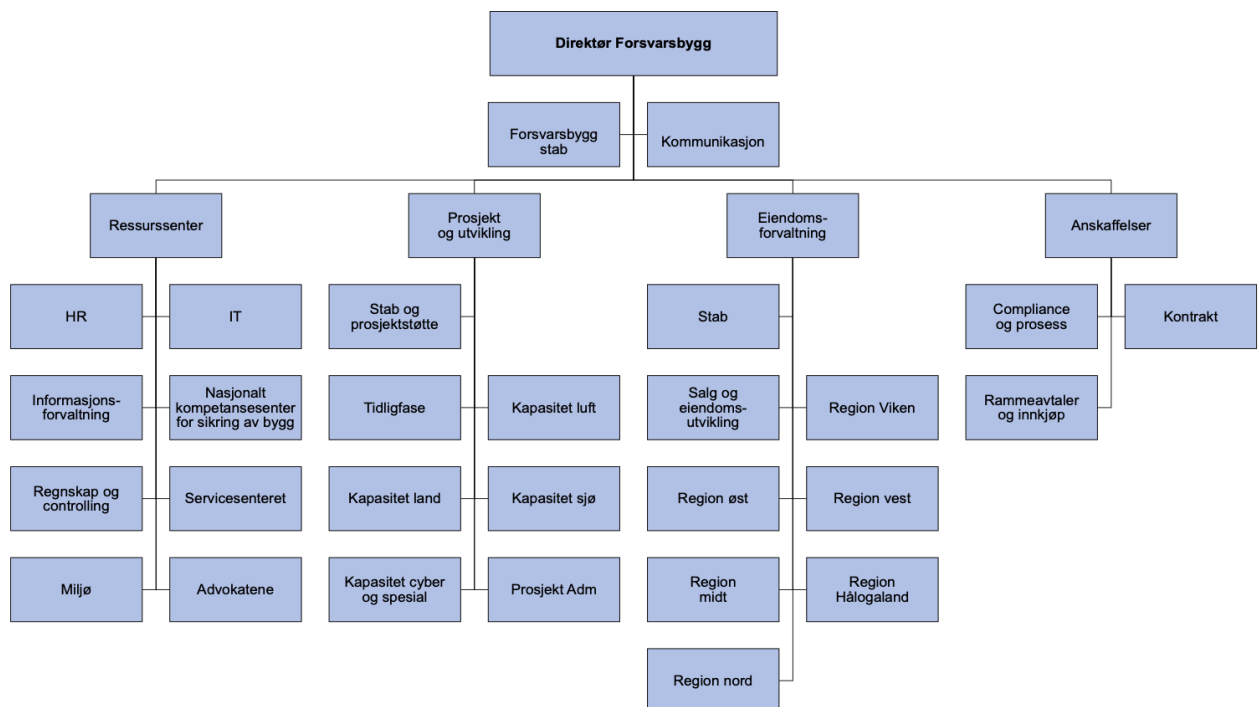 Direktør Forsvarsbygg
Forsvarsbygg
stab
Kommunikasjon
Ressurssenter
Prosjekt
og utvikling
Eiendoms-
forvaltning
Anskaffelser
HR
IT
Stab og
prosjektstøtte
Stab
Compliance
og prosess
Kontrakt
Informasjons-
forvaltning
Nasjonalt
kompetansesenter
for sikring av bygg
Tidligfase
Kapasitet luft
Salg og
eiendoms-
utvikling
Region Viken
Rammeavtaler
og innkjøp
Regnskap og
controlling
Servicesenteret
Kapasitet land
Kapasitet sjø
Region øst
Region vest
Miljø
Advokatene
Kapasitet cyber
og spesial
Prosjekt Adm
Region
midt
Region
Hålogaland
Region nord